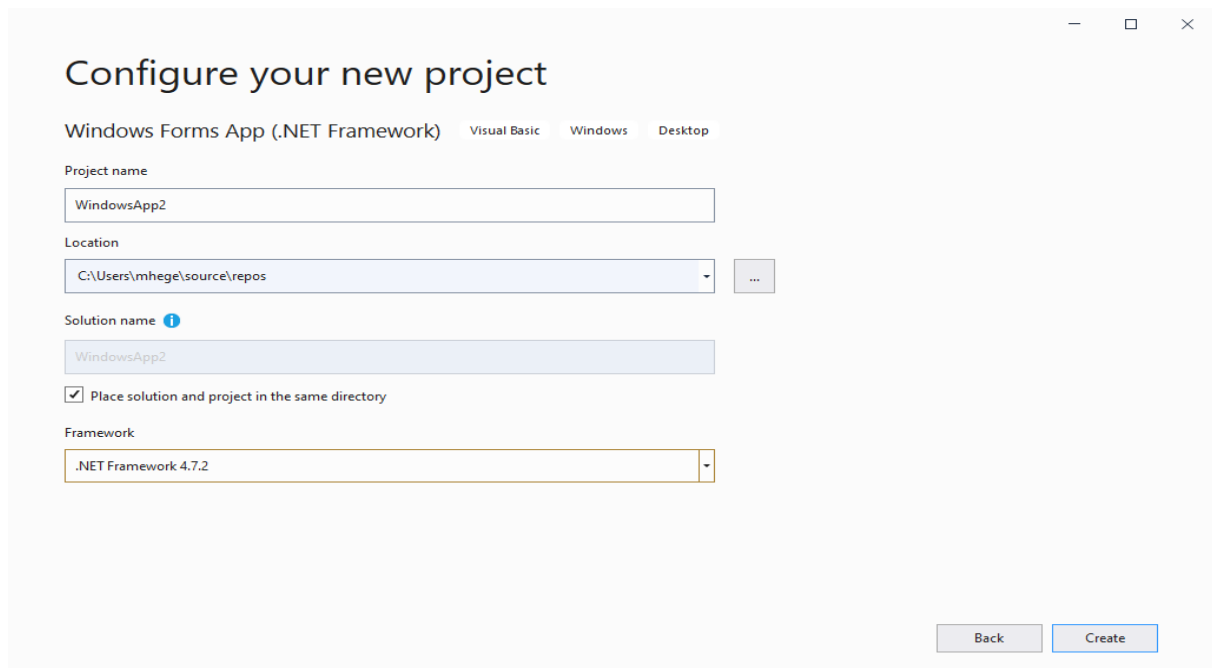 Configure your new project
Windows Forms App (.NET Framework) Visual Basic Windows Desktop
Project name
WindowsApp2
Location
C:\Users\mhege\source\repos
...
Solution name
WindowsApp2
Place solution and project in the same directory
Framework
.NET Framework 4.7.2
Back Create